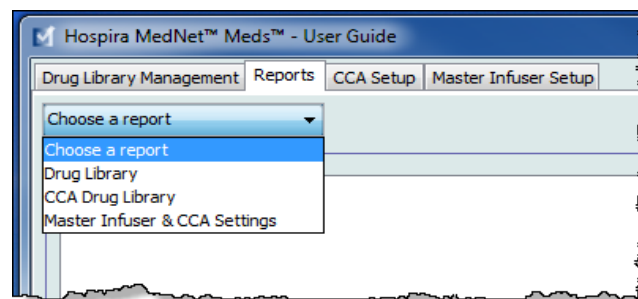 Hospira MedNet™ Meds™ - User Guide
Drug Library Management Reports CCA Setup Master Infuser Setup
Choose a report
Choose a report
Drug Library
CCA Drug Library
Master Infuser & CCA Settings